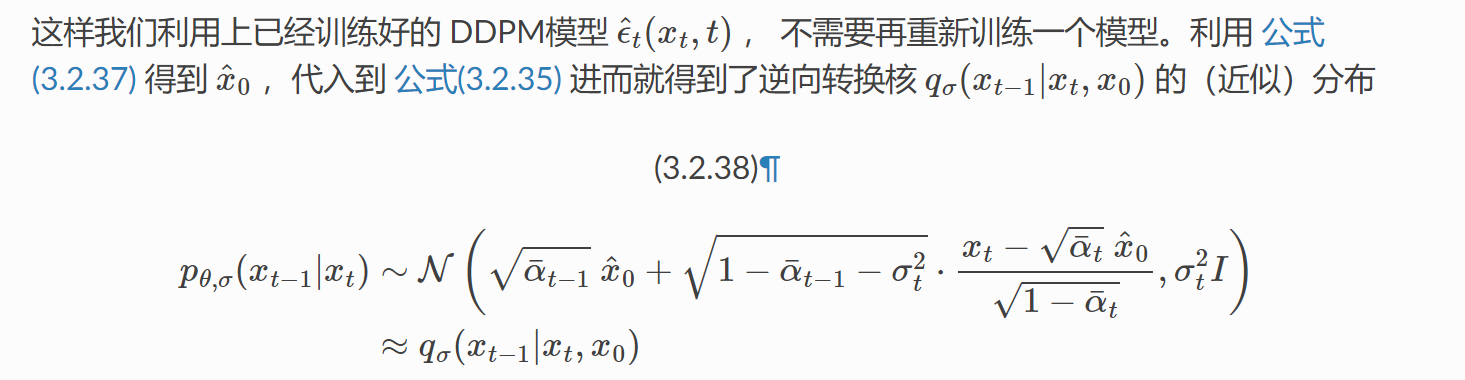 这样我们利用上已经训练好的 DDPM模型 $\hat{\epsilon}_t(x_t, t)$ ， 不需要再重新训练一个模型。利用 公式
(3.2.37) 得到 $\hat{x}_0$ ，代入到 公式(3.2.35) 进而就得到了逆向转换核 $q_\sigma(x_{t-1}|x_t, x_0)$ 的（近似）分布
(3.2.38)¶
$p_{\theta,\sigma}(x_{t-1}|x_t) \sim \mathcal{N}\left(\sqrt{\bar{\alpha}_{t-1}}\ \hat{x}_0 + \sqrt{1 - \bar{\alpha}_{t-1} - \sigma_t^2} \cdot \frac{x_t - \sqrt{\bar{\alpha}_t}\ \hat{x}_0}{\sqrt{1 - \bar{\alpha}_t}}, \sigma_t^2 I\right)$
$\approx q_\sigma(x_{t-1}|x_t, x_0)$